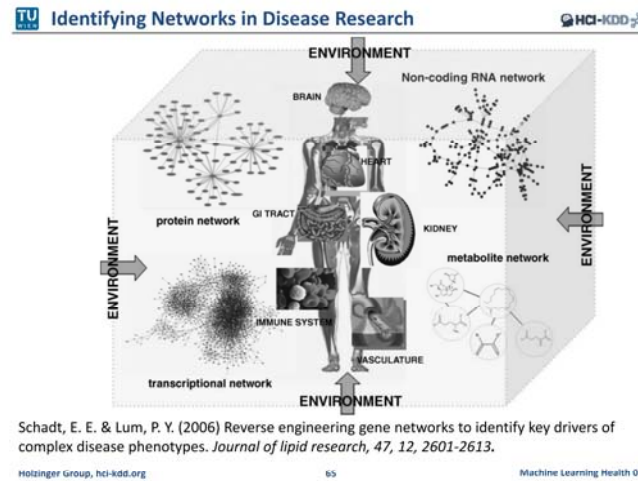 TU
WIEN
Identifying Networks in Disease Research
HCI-KDD
ENVIRONMENT
BRAIN
Non-coding RNA network
HEART
GI TRACT
protein network
KIDNEY
ENVIRONMENT
ENVIRONMENT
metabolite network
IMMUNE SYSTEM
VASCULATURE
transcriptional network
ENVIRONMENT
Schadt, E. E. & Lum, P. Y. (2006) Reverse engineering gene networks to identify key drivers of
complex disease phenotypes. Journal of lipid research, 47, 12, 2601-2613.
Holzinger Group, hci-kdd.org
65
Machine Learning Health 0